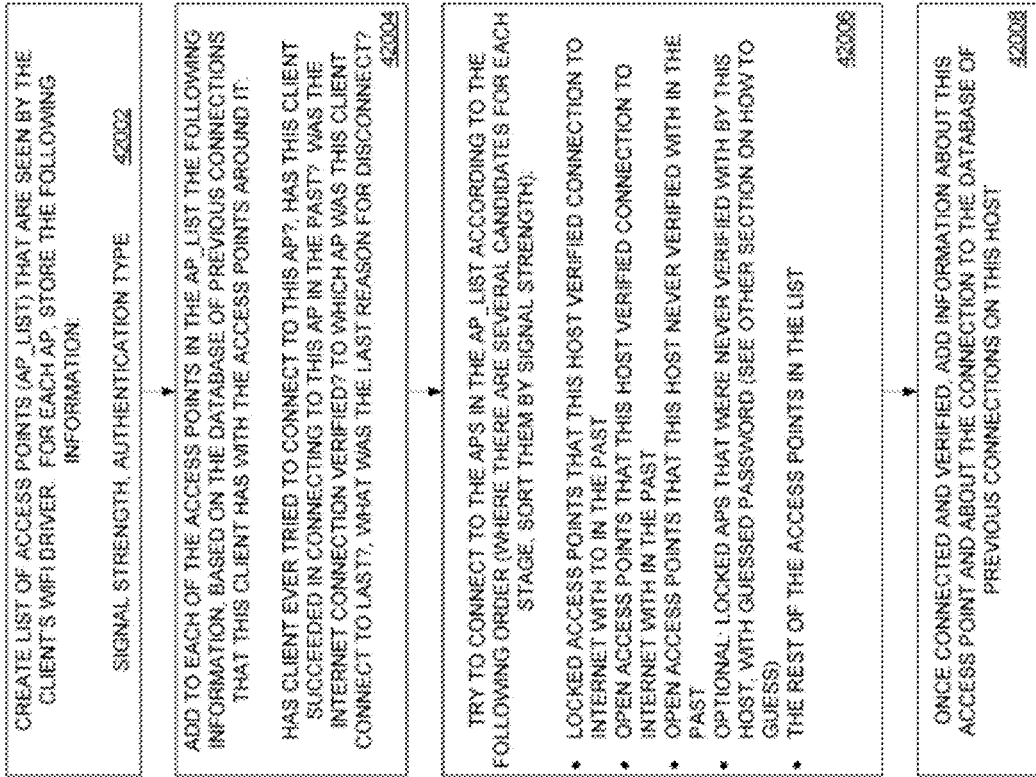 CREATE LIST OF ACCESS POINTS (AP_LIST) THAT ARE SEEN BY THE
CLIENT'S WIFI DRIVER. FOR EACH AP, STORE THE FOLLOWING
INFORMATION:
SIGNAL STRENGTH, AUTHENTICATION TYPE 42002
ADD TO EACH OF THE ACCESS POINTS IN THE AP_LIST THE FOLLOWING
INFORMATION, BASED ON THE DATABASE OF PREVIOUS CONNECTIONS
THAT THIS CLIENT HAS WITH THE ACCESS POINTS AROUND IT:
HAS CLIENT EVER TRIED TO CONNECT TO THIS AP?, HAS THIS CLIENT
SUCCEEDED IN CONNECTING TO THIS AP IN THE PAST? WAS THE
INTERNET CONNECTION VERIFIED? TO WHICH AP WAS THIS CLIENT
CONNECT TO LAST?, WHAT WAS THE LAST REASON FOR DISCONNECT?
42004
TRY TO CONNECT TO THE APS IN THE AP_LIST ACCORDING TO THE
FOLLOWING ORDER (WHERE THERE ARE SEVERAL CANDIDATES FOR EACH
STAGE, SORT THEM BY SIGNAL STRENGTH):
• LOCKED ACCESS POINTS THAT THIS HOST VERIFIED CONNECTION TO
INTERNET WITH TO IN THE PAST
• OPEN ACCESS POINTS THAT THIS HOST VERIFIED CONNECTION TO
INTERNET WITH IN THE PAST
• OPEN ACCESS POINTS THAT THIS HOST NEVER VERIFIED WITH IN THE
PAST
• OPTIONAL: LOCKED APS THAT WERE NEVER VERIFIED WITH BY THIS
HOST, WITH GUESSED PASSWORD (SEE OTHER SECTION ON HOW TO
GUESS)
• THE REST OF THE ACCESS POINTS IN THE LIST
42006
ONCE CONNECTED AND VERIFIED, ADD INFORMATION ABOUT THIS
ACCESS POINT AND ABOUT THE CONNECTION TO THE DATABASE OF
PREVIOUS CONNECTIONS ON THIS HOST
42008